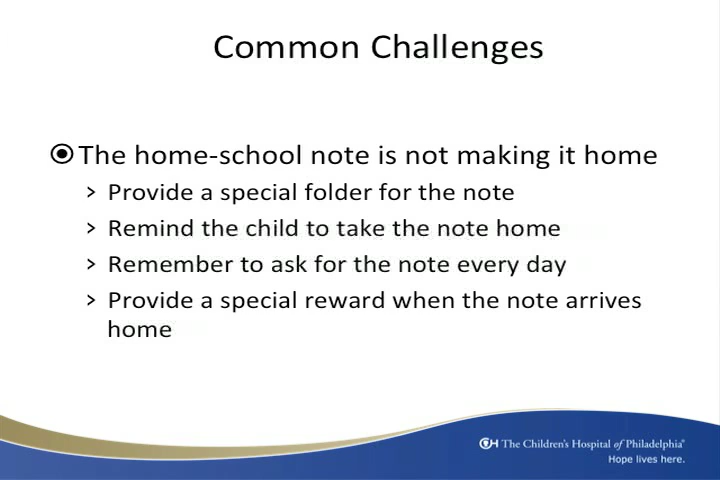 Common Challenges
The home-school note is not making it home
> Provide a special folder for the note
> Remind the child to take the note home
> Remember to ask for the note every day
> Provide a special reward when the note arrives
home
CH The Children's Hospital of Philadelphia®
Hope lives here.